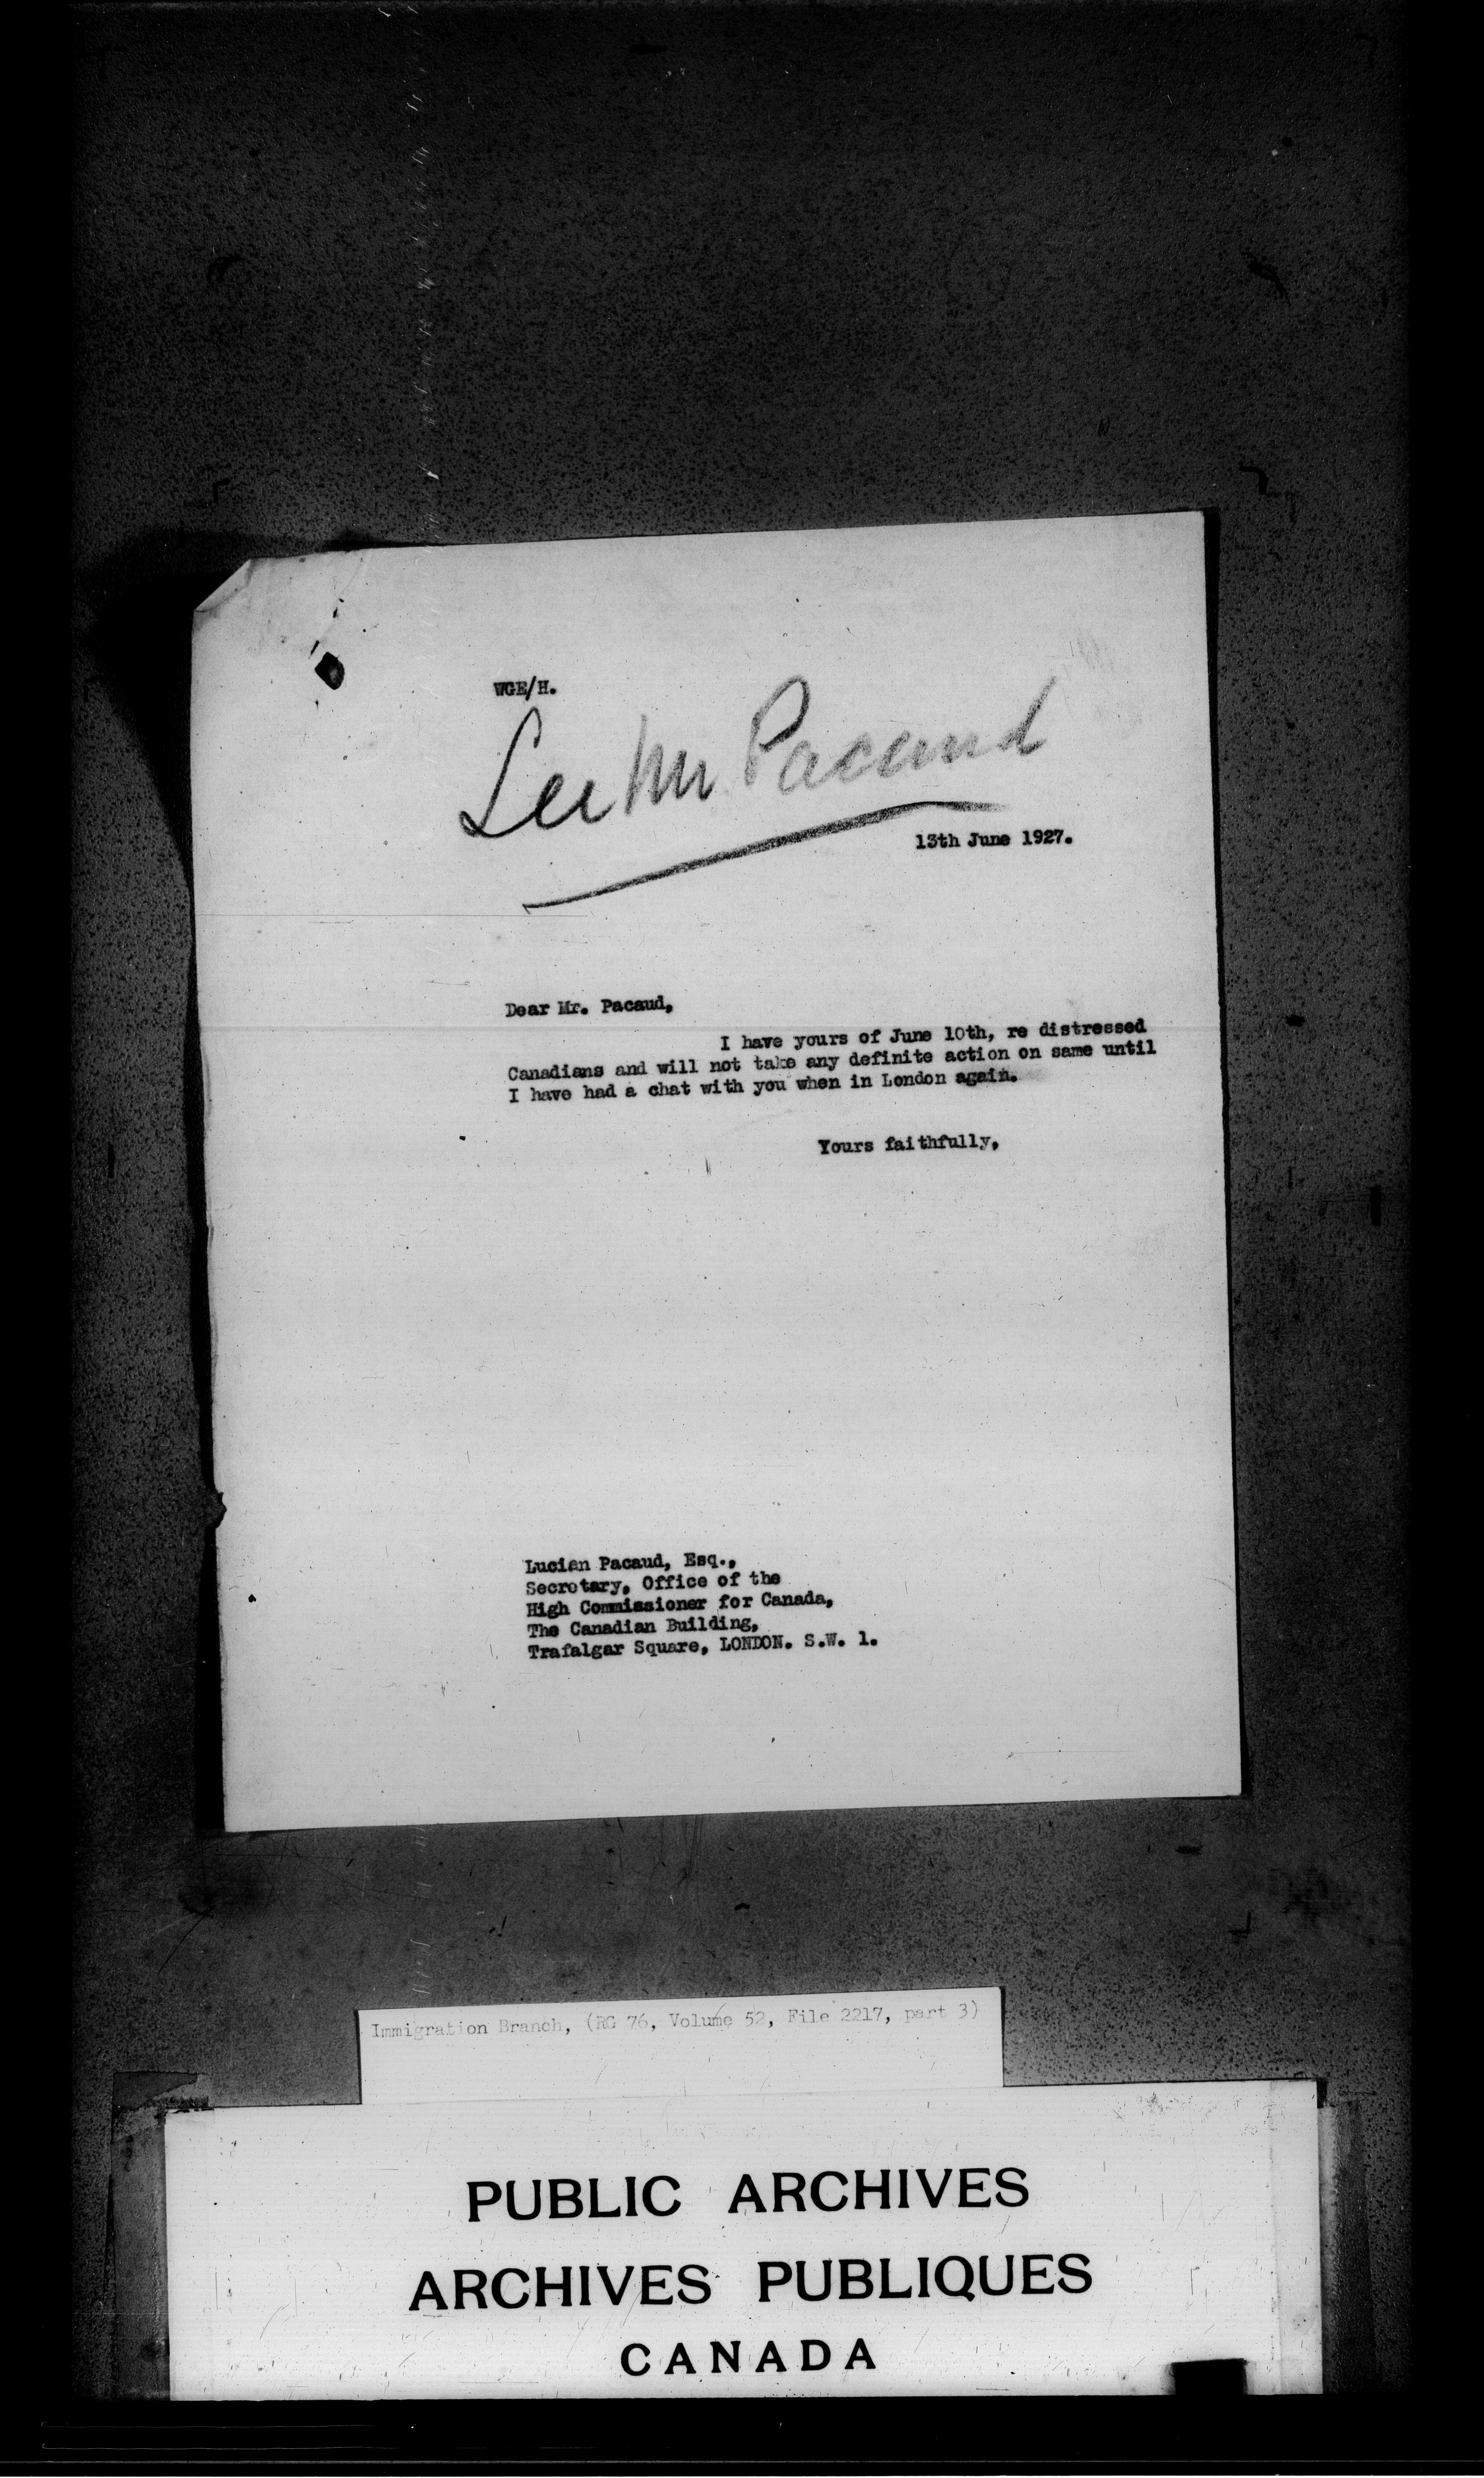 WGE/H.
See Mr Pacaud
13th June 1927.
Dear Mr. Pacaud,
I have yours of June 10th, re distressed
Canadians and will not take any definite action on same until
I have had a chat with you when in London again.
Yours faithfully,
Lucien Pacaud, Esq.,
Secretary, Office of the
High Commissioner for Canada,
The Canadian Building,
Trafalgar Square, LONDON. S.W. 1.
Immigration Branch, (RG 76, Volume 52, File 2217, part 3)
PUBLIC ARCHIVES
ARCHIVES PUBLIQUES
CANADA